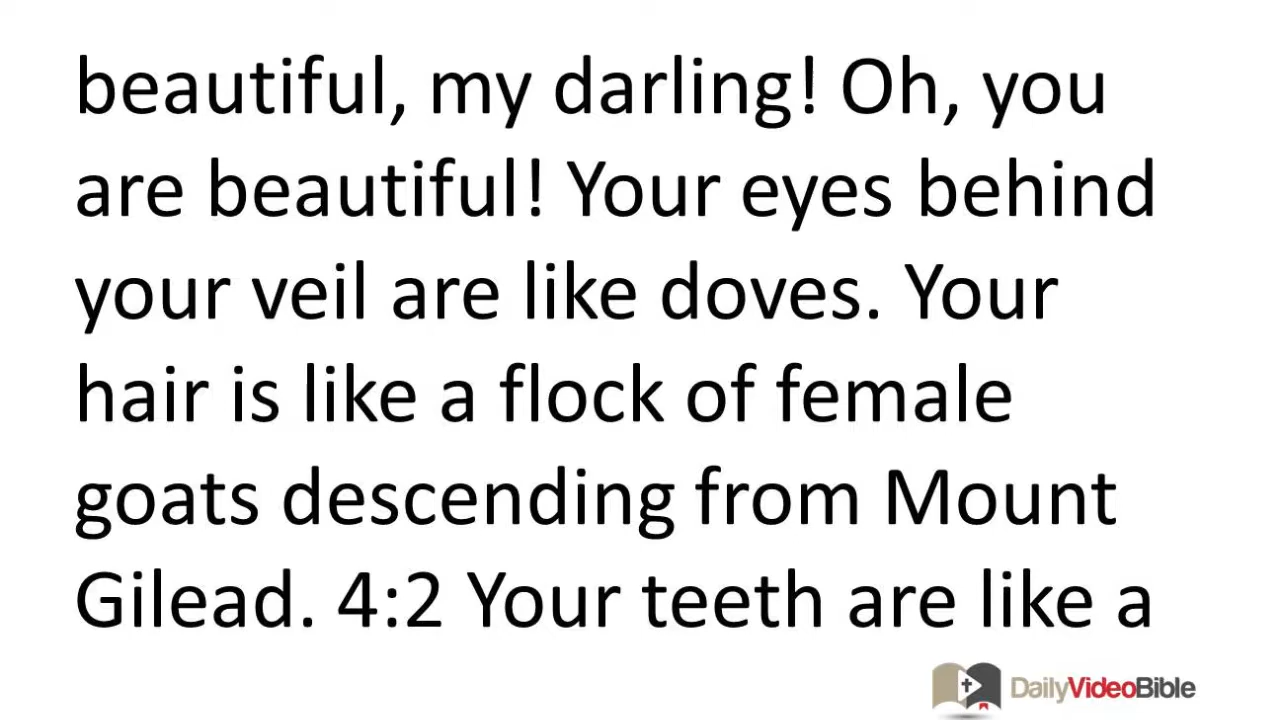 beautiful, my darling! Oh, you
are beautiful! Your eyes behind
your veil are like doves. Your
hair is like a flock of female
goats descending from Mount
Gilead. 4:2 Your teeth are like a
DailyVideoBible